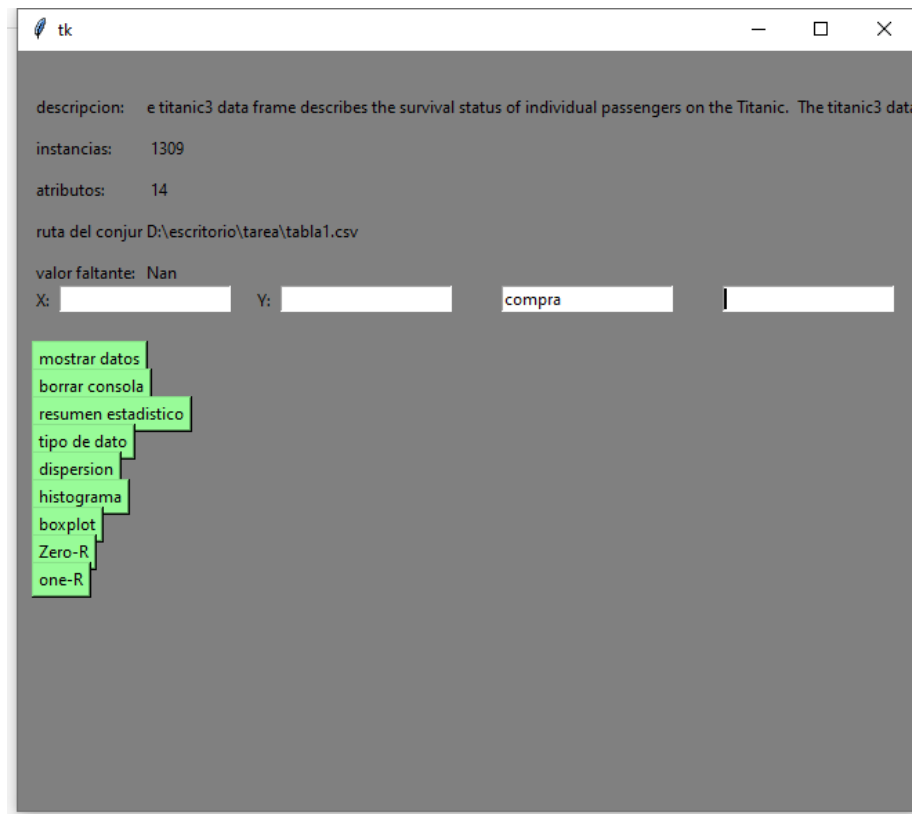 tk
descripcion: e titanic3 data frame describes the survival status of individual passengers on the Titanic. The titanic3 data
instancias: 1309
atributos: 14
ruta del conjur D:\escritorio\tarea\tabla1.csv
valor faltante: Nan
X: Y: compra
mostrar datos
borrar consola
resumen estadistico
tipo de dato
dispersion
histograma
boxplot
Zero-R
one-R